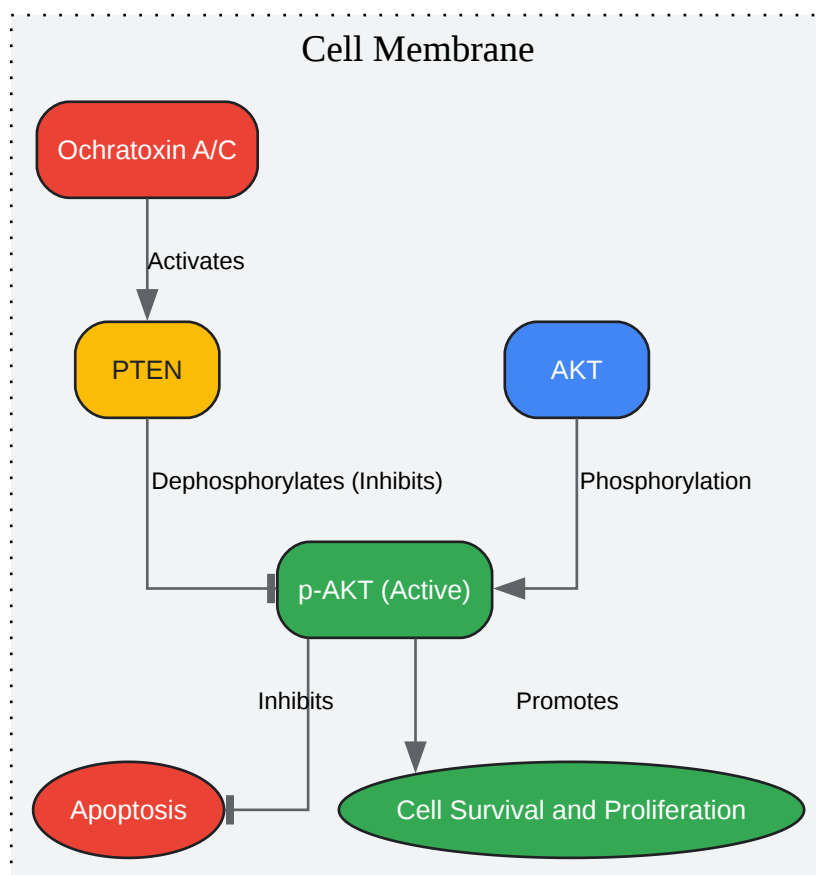 Cell Membrane
Ochratoxin A/C
Activates
PTEN
AKT
Dephosphorylates (Inhibits)
Phosphorylation
p-AKT (Active)
Inhibits
Promotes
Apoptosis
Cell Survival and Proliferation